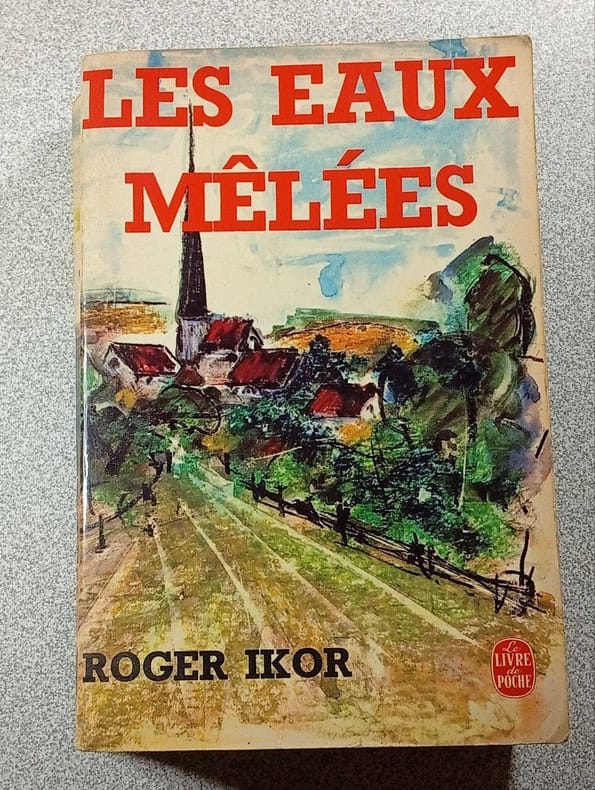 LES EAUX
MÊLÉES
ROGER IKOR
Le
LIVRE
de
POCHE